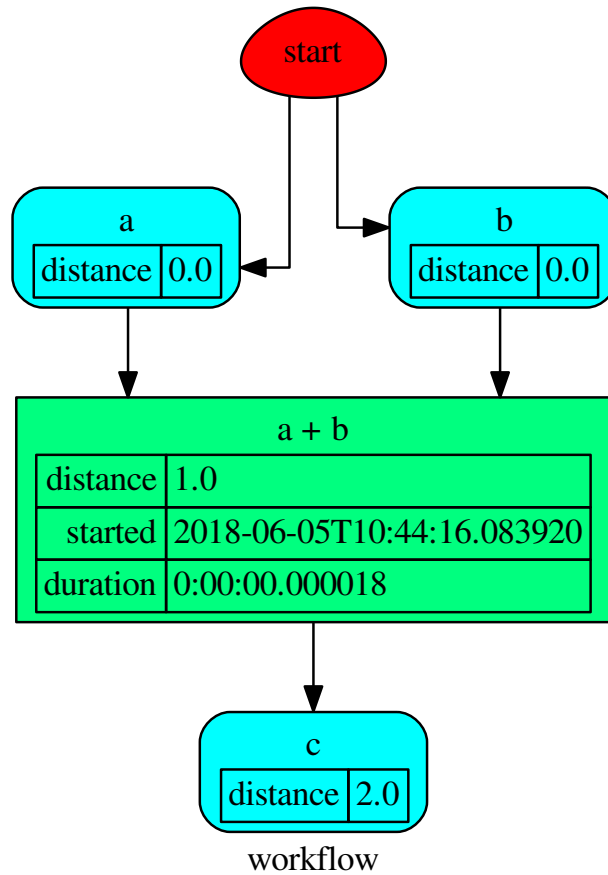 start
a
distance 0.0
b
distance 0.0
a + b
distance 1.0
started 2018-06-05T10:44:16.083920
duration 0:00:00.000018
c
distance 2.0
workflow